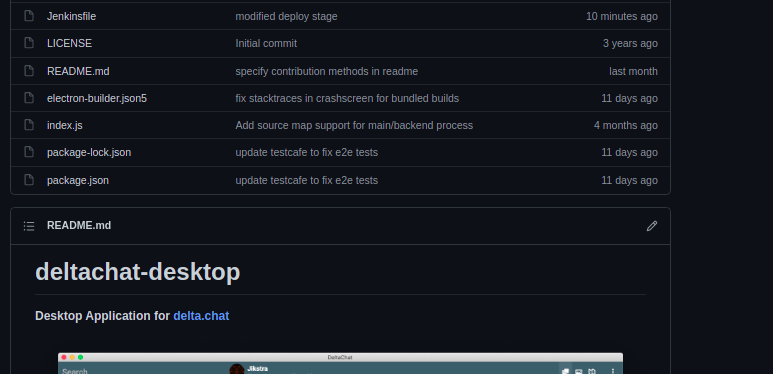 Jenkinsfile modified deploy stage 10 minutes ago
LICENSE Initial commit 3 years ago
README.md specify contribution methods in readme last month
electron-builder.json5 fix stacktraces in crashscreen for bundled builds 11 days ago
index.js Add source map support for main/backend process 4 months ago
package-lock.json update testcafe to fix e2e tests 11 days ago
package.json update testcafe to fix e2e tests 11 days ago
README.md
deltachat-desktop
Desktop Application for delta.chat
DeltaChat
Search Jikstra